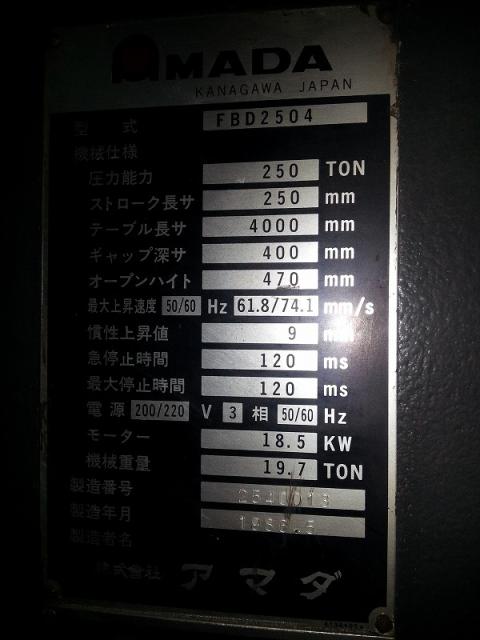 AMADA
KANAGAWA JAPAN
型式 FBD2504
機械仕様
圧力能力 250 TON
ストローク長サ 250 mm
テーブル長サ 4000 mm
ギャップ深サ 400 mm
オープンハイト 470 mm
最大上昇速度 50/60 Hz 61.8/74.1 mm/s
慣性上昇値 9 mm
急停止時間 120 ms
最大停止時間 120 ms
電源 200/220 V 3 相 50/60 Hz
モーター 18.5 KW
機械重量 19.7 TON
製造番号 2540013
製造年月 1986.5
製造者名
株式会社 アマダ